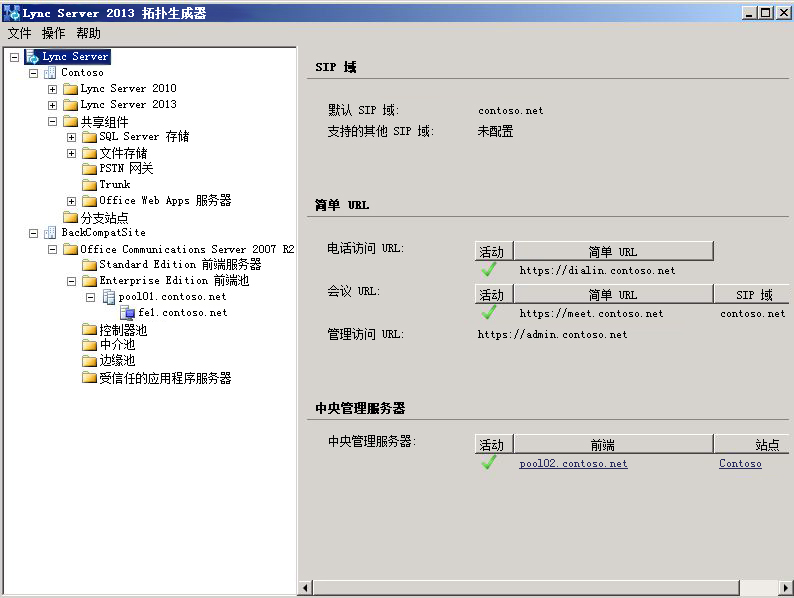 Lync Server 2013 拓扑生成器
文件 操作 帮助
Lync Server
Contoso
Lync Server 2010
Lync Server 2013
共享组件
SQL Server 存储
文件存储
PSTN 网关
Trunk
Office Web Apps 服务器
分支站点
BackCompatSite
Office Communications Server 2007 R2
Standard Edition 前端服务器
Enterprise Edition 前端池
pool01.contoso.net
fe1.contoso.net
控制器池
中介池
边缘池
受信任的应用程序服务器
SIP 域
默认 SIP 域: contoso.net
支持的其他 SIP 域: 未配置
简单 URL
电话访问 URL: 活动 简单 URL
https://dialin.contoso.net
会议 URL: 活动 简单 URL SIP 域
https://meet.contoso.net contoso.net
管理访问 URL: https://admin.contoso.net
中央管理服务器
中央管理服务器: 活动 前端 站点
pool02.contoso.net Contoso